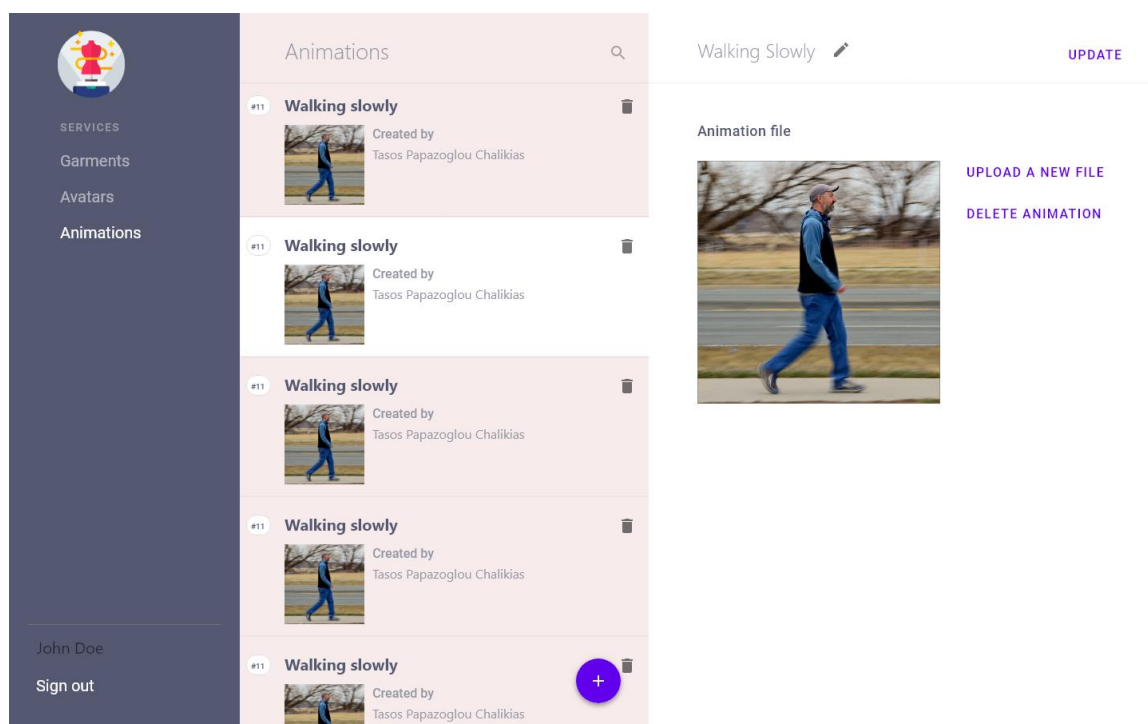 SERVICES
Garments
Avatars
Animations
John Doe
Sign out
Animations
#11 Walking slowly
Created by
Tasos Papazoglou Chalikias
#11 Walking slowly
Created by
Tasos Papazoglou Chalikias
#11 Walking slowly
Created by
Tasos Papazoglou Chalikias
#11 Walking slowly
Created by
Tasos Papazoglou Chalikias
#11 Walking slowly
Created by
Tasos Papazoglou Chalikias
+
Walking Slowly
UPDATE
Animation file
UPLOAD A NEW FILE
DELETE ANIMATION